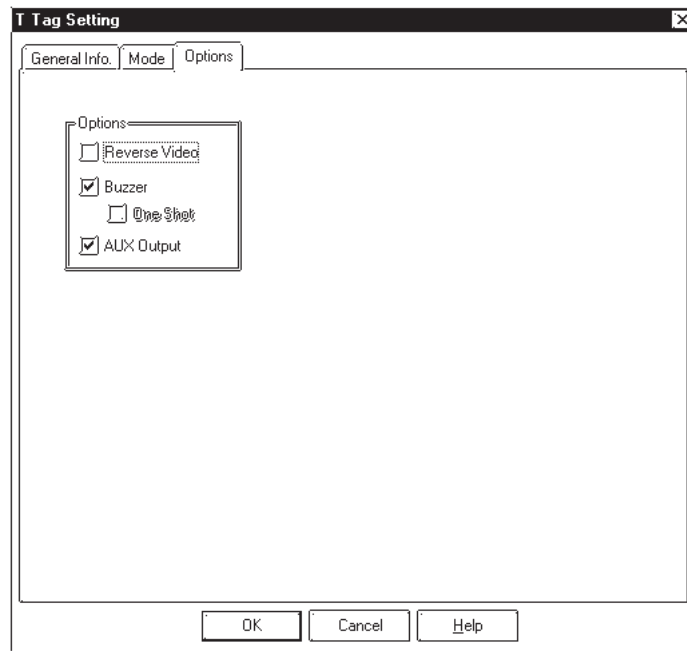 T Tag Setting
General Info. Mode Options
Options
Reverse Video
Buzzer
One Shot
AUX Output
OK Cancel Help